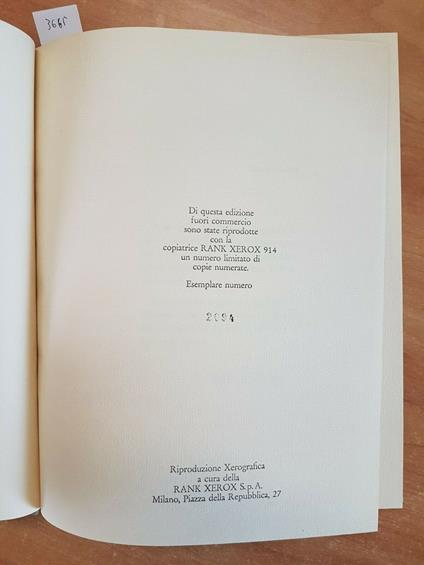 3685
Di questa edizione
fuori commercio
sono state riprodotte
con la
copiatrice RANK XEROX 914
un numero limitato di
copie numerate.
Esemplare numero
2094
Riproduzione Xerografica
a cura della
RANK XEROX S.p.A.
Milano, Piazza della Repubblica, 27